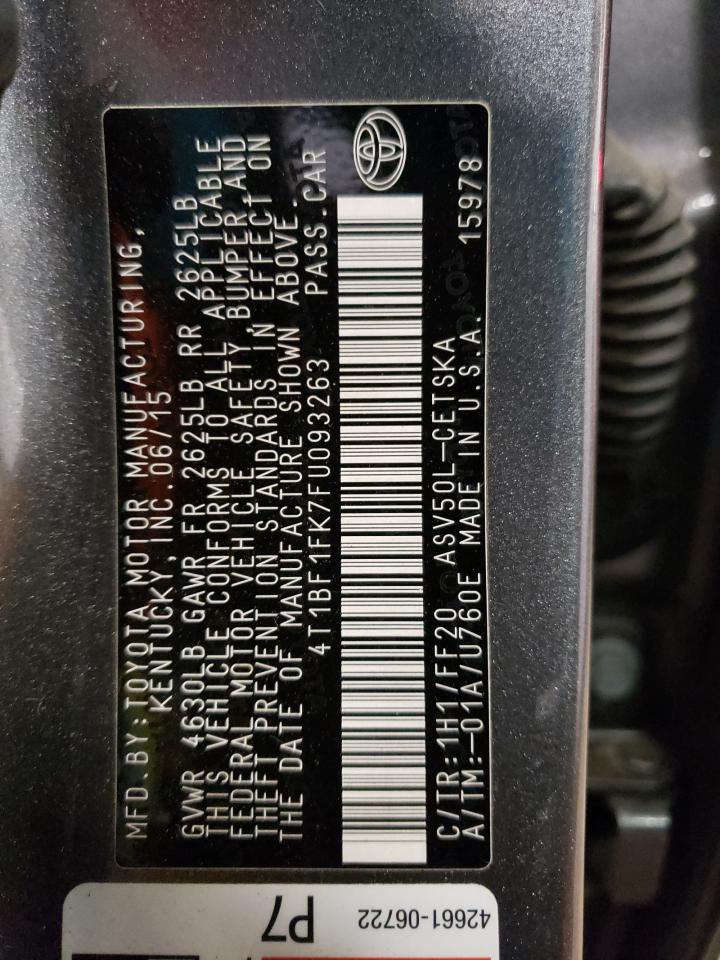 MFD.BY:TOYOTA MOTOR MANUFACTURING,
KENTUCKY, INC.06/15
GVWR 4630LB GAWR FR 2625LB RR 2625LB
THIS VEHICLE CONFORMS TO ALL APPLICABLE
FEDERAL MOTOR VEHICLE SAFETY, BUMPER,AND
THEFT PREVENTION STANDARDS IN EFFECT ON
THE DATE OF MANUFACTURE SHOWN ABOVE.
4T1BF1FK7FU093263 PASS.CAR
C/TR:1H1/FF20 ASV50L-CETSKA
A/TM:-01A/U760E MADE IN U.S.A. 15978
P7
42661-06722